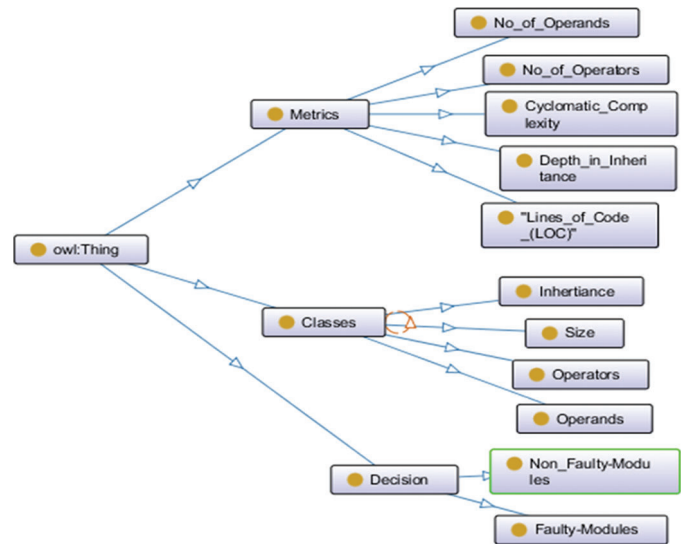 No_of_Operands
No_of_Operators
Metrics
Cyclomatic_Comp
lexity
Depth_in_Inheri
tance
"Lines_of_Code
_(LOC)"
owl:Thing
Inhertiance
Classes
Size
Operators
Operands
Non_Faulty-Modu
les
Decision
Faulty-Modules